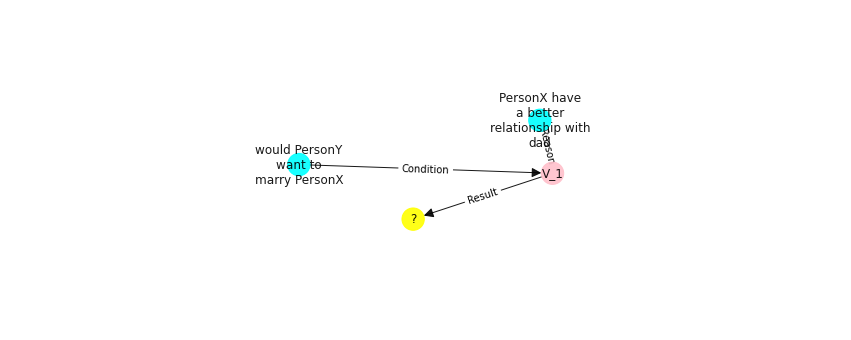 PersonX have
a better
relationship with
dad
Reason
would PersonY
want to
marry PersonX
Condition
V_1
Result
?